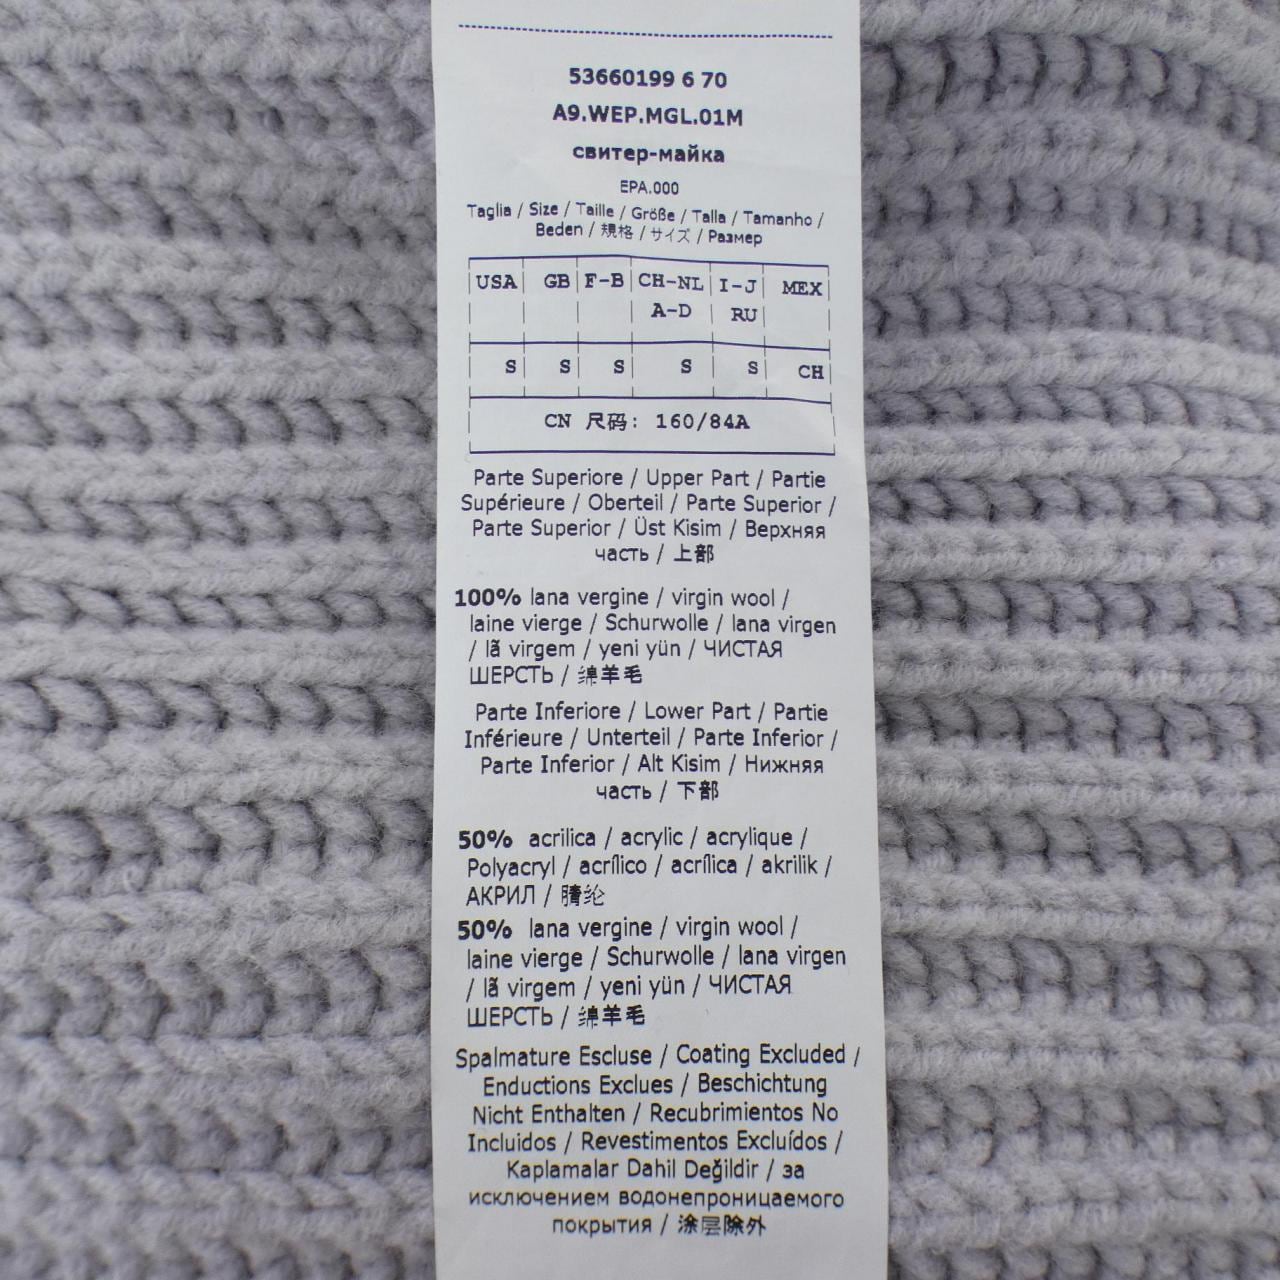 53660199 6 70
A9.WEP.MGL.01M
свитер-майка
EPA.000
Taglia / Size / Taille / Größe / Talla / Tamanho /
Beden / 規格 / サイズ / Размер
USA GB F-B CH-NL I-J MEX
A-D RU
S S S S S CH
CN 尺码: 160/84A
Parte Superiore / Upper Part / Partie
Supérieure / Oberteil / Parte Superior /
Parte Superior / Üst Kisim / Верхняя
часть / 上部
100% lana vergine / virgin wool /
laine vierge / Schurwolle / lana virgen
/ lã virgem / yeni yün / ЧИСТАЯ
ШЕРСТЬ / 绵羊毛
Parte Inferiore / Lower Part / Partie
Inférieure / Unterteil / Parte Inferior /
Parte Inferior / Alt Kisim / Нижняя
часть / 下部
50% acrilica / acrylic / acrylique /
Polyacryl / acrílico / acrílica / akrilik /
АКРИЛ / 腈纶
50% lana vergine / virgin wool /
laine vierge / Schurwolle / lana virgen
/ lã virgem / yeni yün / ЧИСТАЯ
ШЕРСТЬ / 绵羊毛
Spalmature Escluse / Coating Excluded /
Enductions Exclues / Beschichtung
Nicht Enthalten / Recubrimientos No
Incluidos / Revestimentos Excluídos /
Kaplamalar Dahil Değildir / за
исключением водонепроницаемого
покрытия / 涂层除外